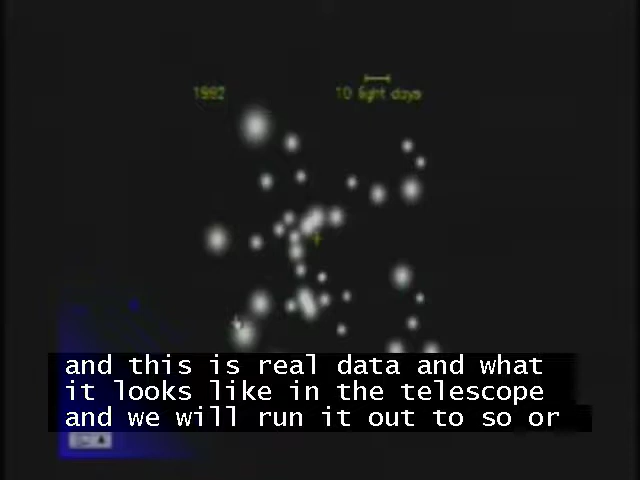 1992
10 light days
and this is real data and what
it looks like in the telescope
and we will run it out to so or